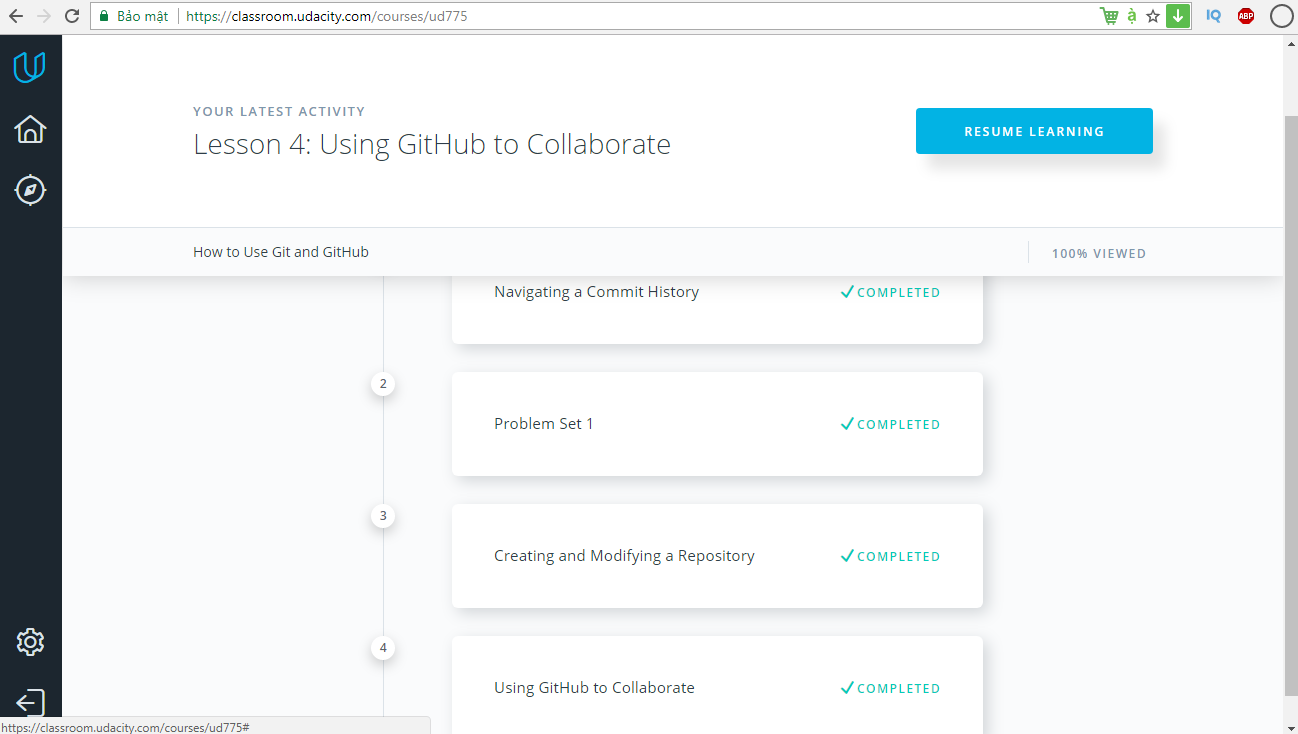 Bảo mật https://classroom.udacity.com/courses/ud775
IQ ABP
YOUR LATEST ACTIVITY
Lesson 4: Using GitHub to Collaborate
RESUME LEARNING
How to Use Git and GitHub
100% VIEWED
Navigating a Commit History
COMPLETED
2
Problem Set 1
COMPLETED
3
Creating and Modifying a Repository
COMPLETED
4
Using GitHub to Collaborate
COMPLETED
https://classroom.udacity.com/courses/ud775#